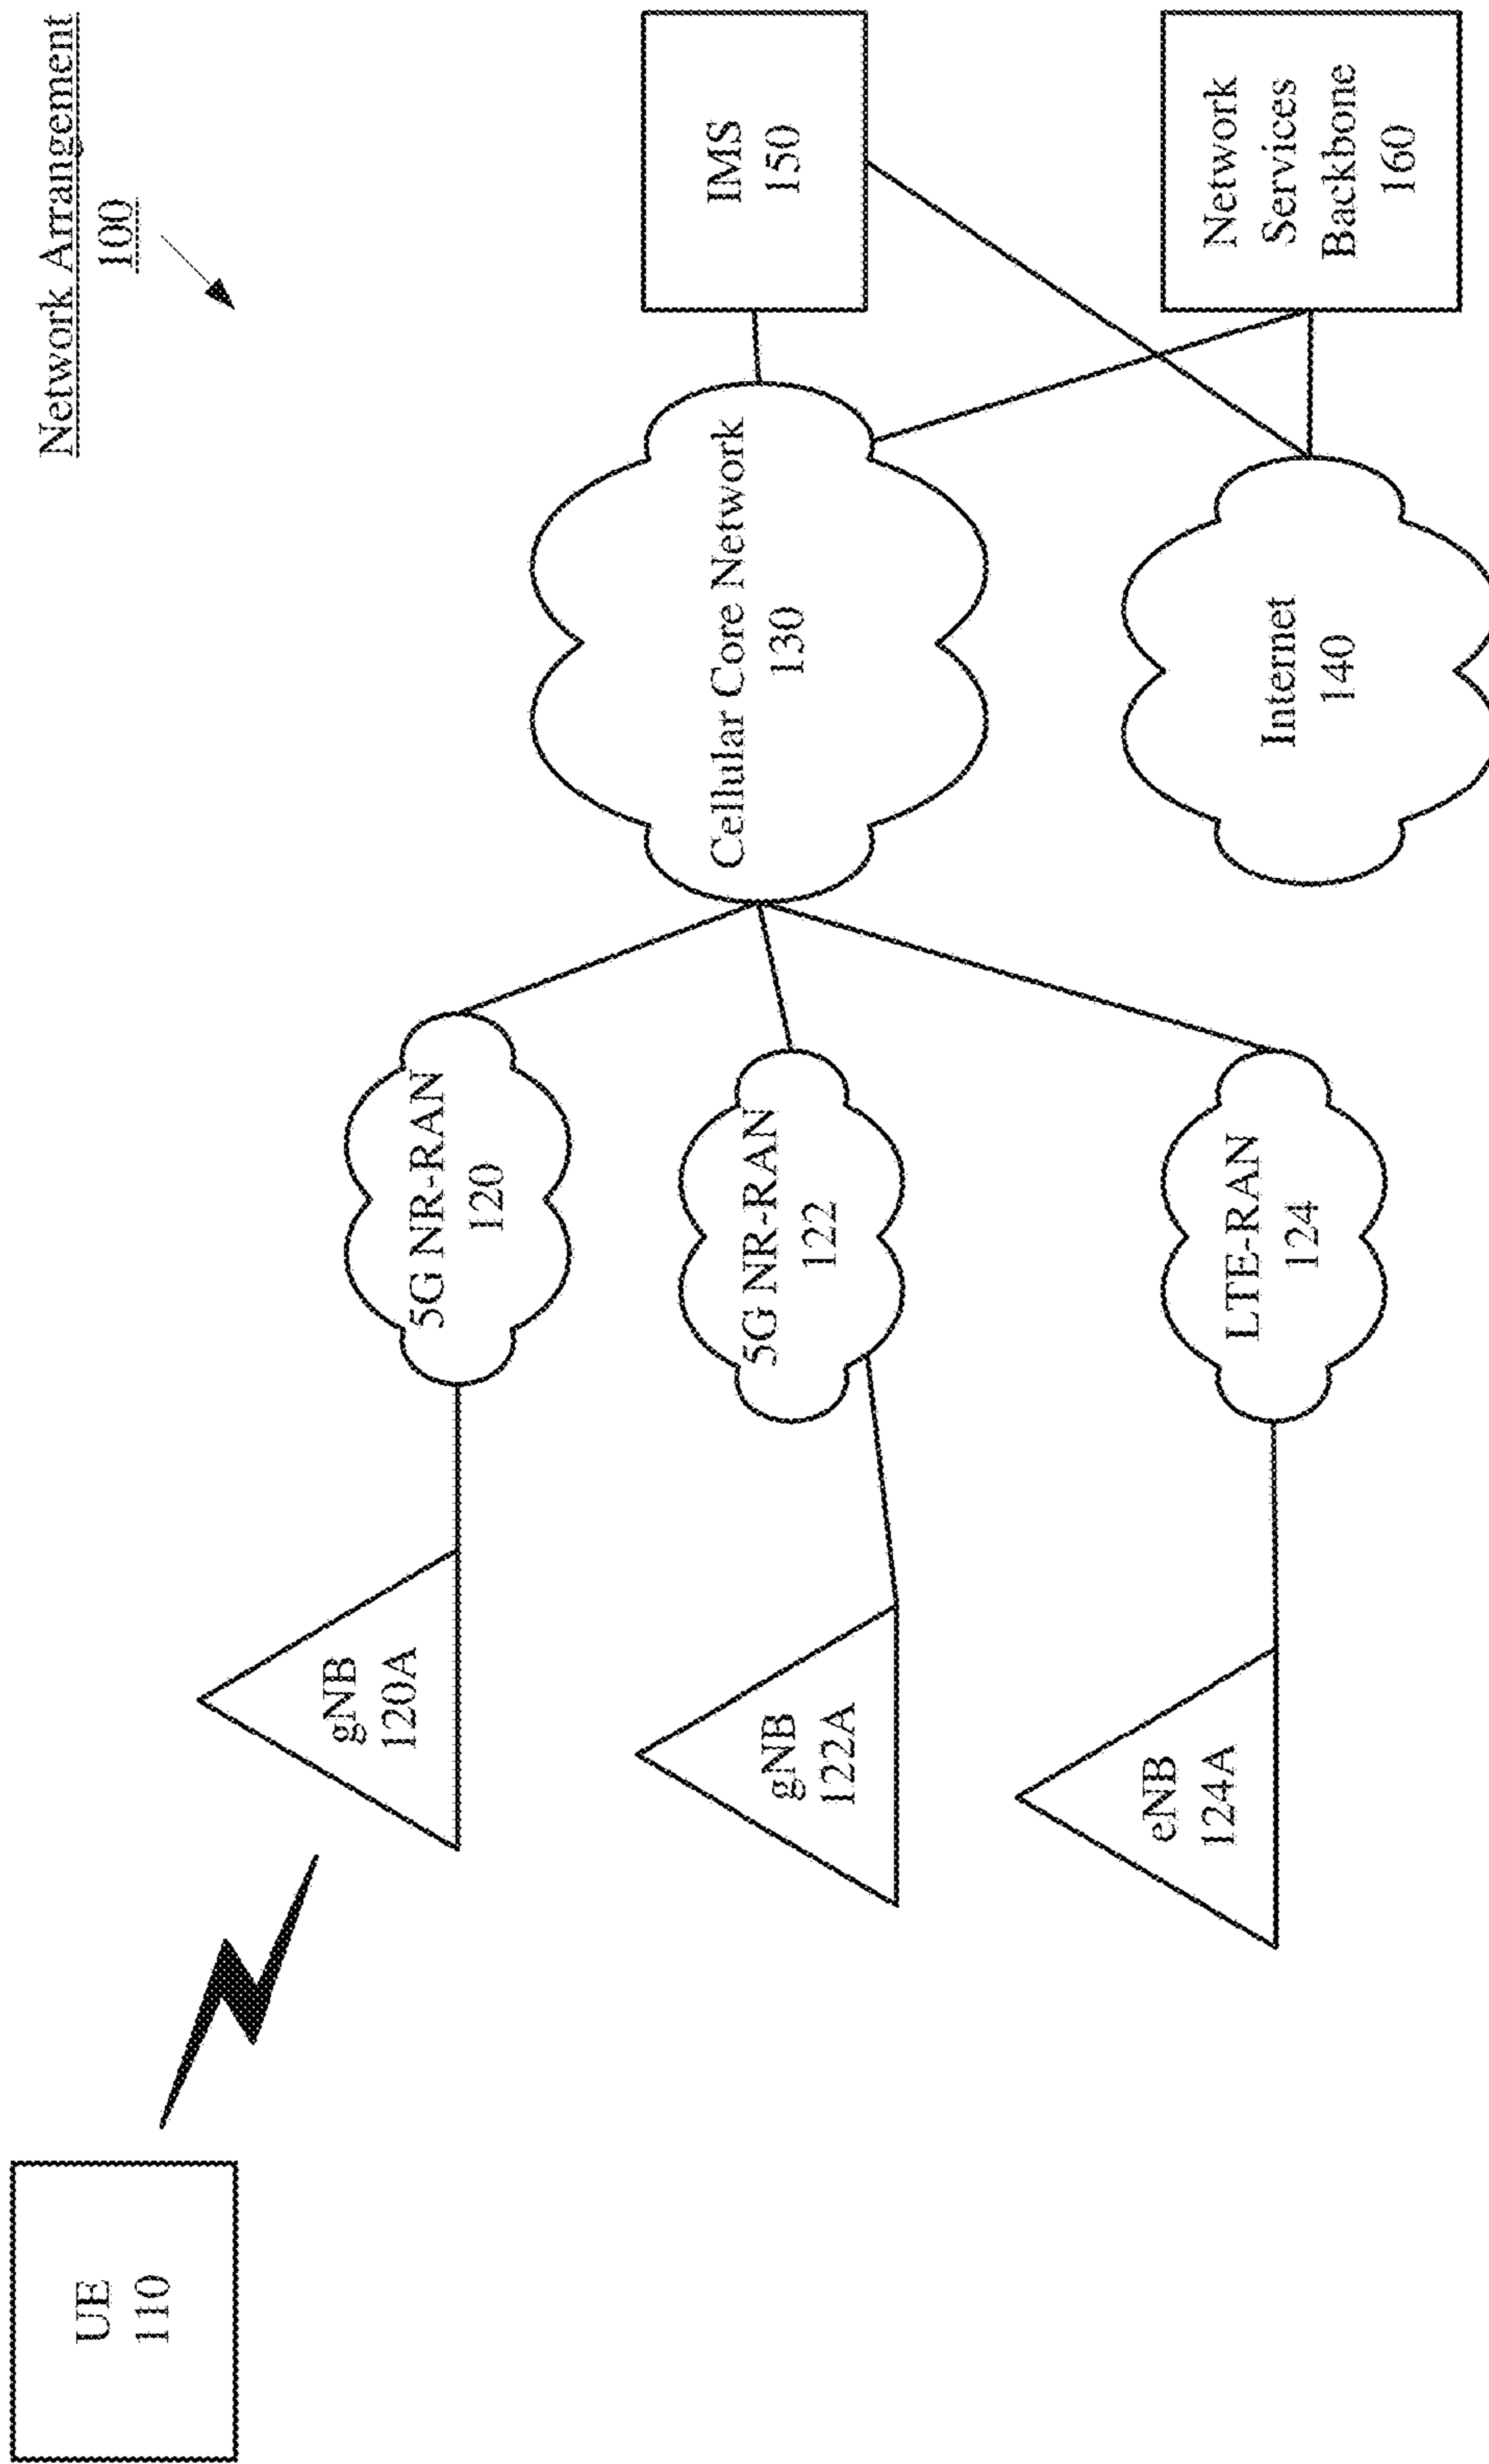 Network Arrangement
100
UE
110
gNB
120A
5G NR-RAN
120
gNB
122A
5G NR-RAN
122
eNB
124A
LTE-RAN
124
Cellular Core Network
130
IMS
150
Internet
140
Network
Services
Backbone
160